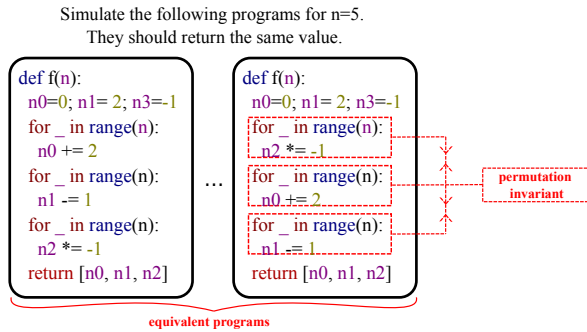 Simulate the following programs for n=5.
They should return the same value.
def f(n):
n0=0; n1= 2; n3=-1
for _ in range(n):
n0 += 2
for _ in range(n):
n1 -= 1
for _ in range(n):
n2 *= -1
return [n0, n1, n2]
...
def f(n):
n0=0; n1= 2; n3=-1
for _ in range(n):
n2 *= -1
for _ in range(n):
n0 += 2
for _ in range(n):
n1 -= 1
return [n0, n1, n2]
permutation
invariant
equivalent programs